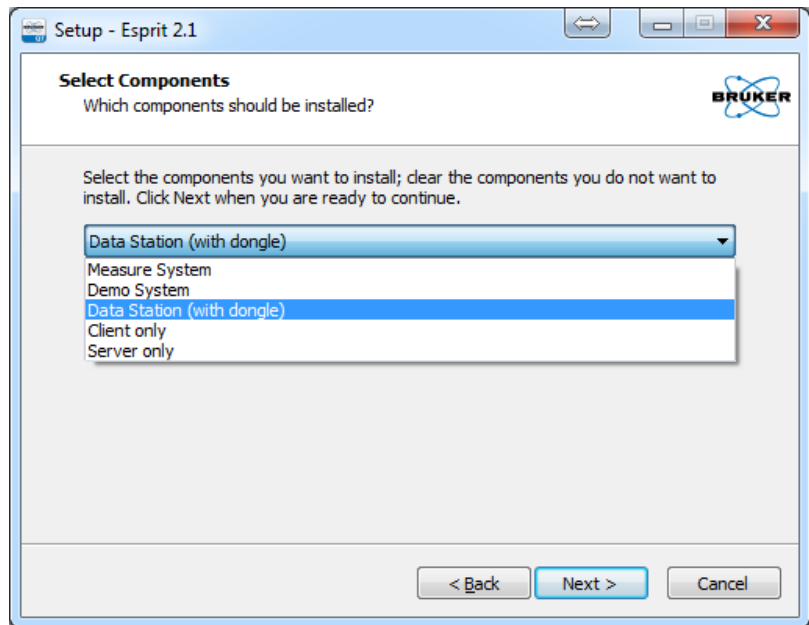 Setup - Esprit 2.1
Select Components
Which components should be installed?
BRUKER
Select the components you want to install; clear the components you do not want to
install. Click Next when you are ready to continue.
Data Station (with dongle)
Measure System
Demo System
Data Station (with dongle)
Client only
Server only
< Back
Next >
Cancel